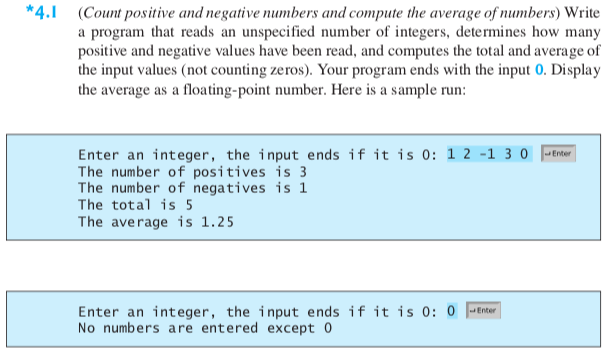 *4.1 (Count positive and negative numbers and compute the average of numbers) Write
a program that reads an unspecified number of integers, determines how many
positive and negative values have been read, and computes the total and average of
the input values (not counting zeros). Your program ends with the input 0. Display
the average as a floating-point number. Here is a sample run:
Enter an integer, the input ends if it is 0: 1 2 -1 3 0 ↵Enter
The number of positives is 3
The number of negatives is 1
The total is 5
The average is 1.25
Enter an integer, the input ends if it is 0: 0 ↵Enter
No numbers are entered except 0